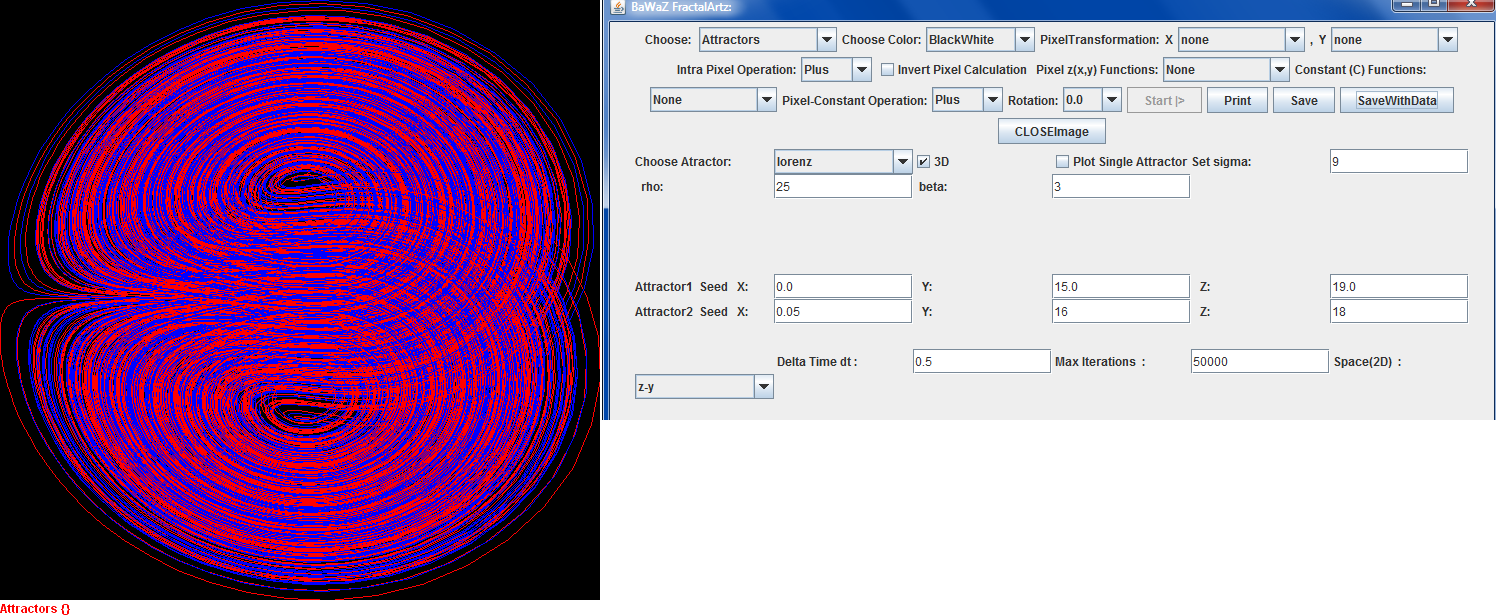 BaWaZ FractalArtz:
Choose: Attractors Choose Color: BlackWhite PixelTransformation: X none , Y none
Intra Pixel Operation: Plus Invert Pixel Calculation Pixel z(x,y) Functions: None Constant (C) Functions:
None Pixel-Constant Operation: Plus Rotation: 0.0 Start |> Print Save SaveWithData
CLOSEImage
Choose Atractor: lorenz 3D Plot Single Attractor Set sigma: 9
rho: 25 beta: 3
Attractor1 Seed X: 0.0 Y: 15.0 Z: 19.0
Attractor2 Seed X: 0.05 Y: 16 Z: 18
Delta Time dt : 0.5 Max Iterations : 50000 Space(2D) :
z-y
Attractors {}